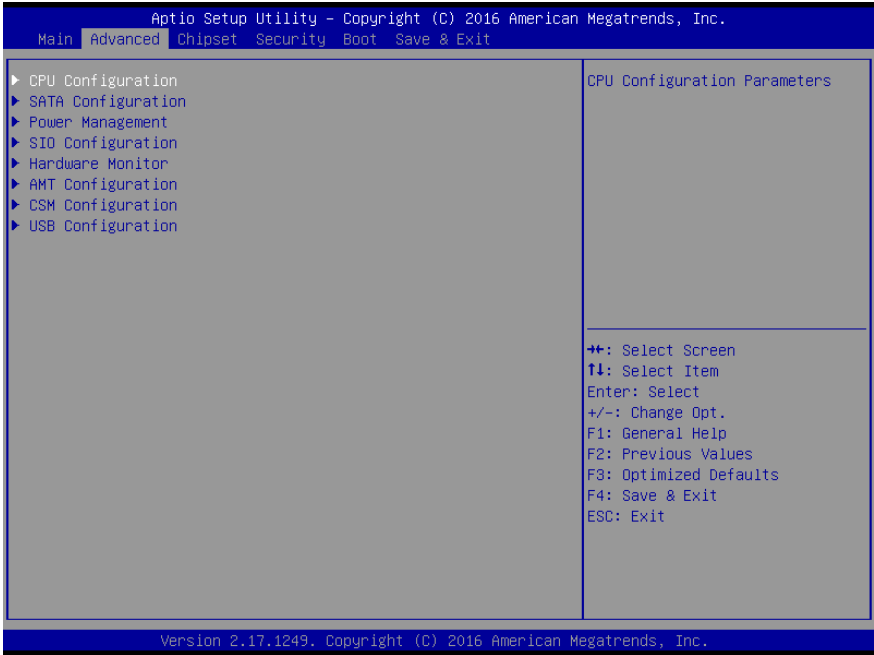 Aptio Setup Utility – Copyright (C) 2016 American Megatrends, Inc.
Main Advanced Chipset Security Boot Save & Exit
▶ CPU Configuration
▶ SATA Configuration
▶ Power Management
▶ SIO Configuration
▶ Hardware Monitor
▶ AMT Configuration
▶ CSM Configuration
▶ USB Configuration
CPU Configuration Parameters
→←: Select Screen
↑↓: Select Item
Enter: Select
+/-: Change Opt.
F1: General Help
F2: Previous Values
F3: Optimized Defaults
F4: Save & Exit
ESC: Exit
Version 2.17.1249. Copyright (C) 2016 American Megatrends, Inc.